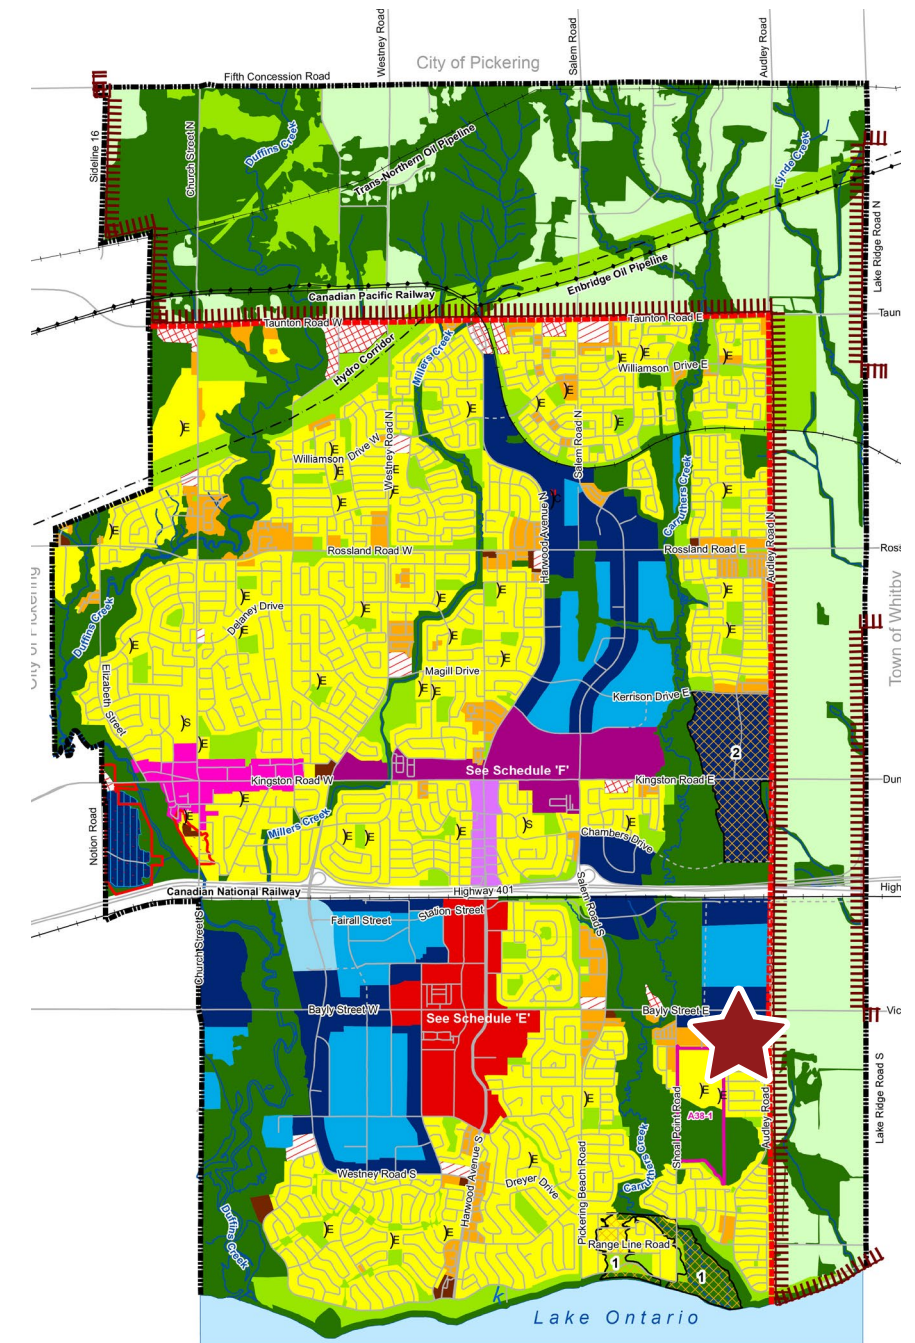 City of Pickering
Westney Road
Salem Road
Audley Road
Fifth Concession Road
Sideline 16
Church Street N
Duffins Creek
Trans-Northern Oil Pipeline
Lynde Creek
Lake Ridge Road N
Enbridge Oil Pipeline
Canadian Pacific Railway
Taunton Road W
Taunton Road E
Taun
Hydro Corridor
Millers Creek
Williamson Drive E
E
E
E
E
E
E
E
E
Williamson Drive W
Westney Road N
Salem Road N
E
E
E
E
E
E
Harwood Avenue N
Carruthers Creek
Audley Road N
Rossland Road W
Rossland Road E
Ross
City of Pickering
Town of Whitby
Duffins Creek
Delaney Drive
E
E
E
E
E
E
E
E
E
Magill Drive
Elizabeth Street
E
E
E
E
Kerrison Drive E
S
E
2
See Schedule 'F'
Kingston Road W
Kingston Road E
Dun
Notion Road
E
E
Millers Creek
E
E
E
S
E
Chambers Drive
Canadian National Railway
Highway 401
High
Church Street S
Fairall Street
Station Street
Salem Road S
Bayly Street W
Bayly Street E
Vic
See Schedule 'E'
Lake Ridge Road S
E
E
E
A36-1
Shoal Point Road
Audley Road S
Carruthers Creek
Pickering Beach Road
Westney Road S
Harwood Avenue S
E
Dreyer Drive
Duffins Creek
E
E
E
Range Line Road
1
1
k
Lake Ontario